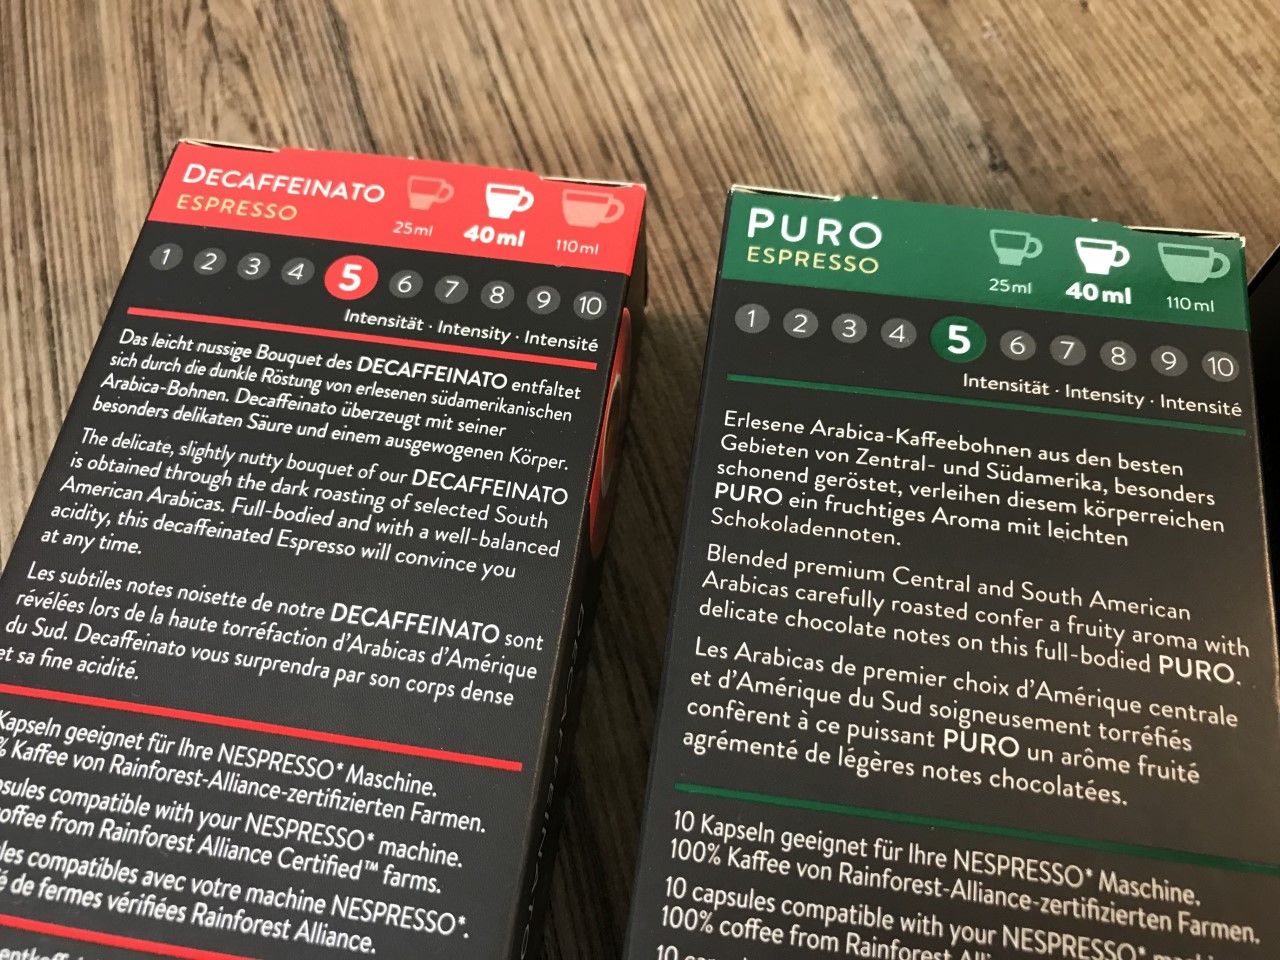 DECAFFEINATO
ESPRESSO
25ml
40ml
110ml
1 2 3 4 5 6 7 8 9 10
Intensität · Intensity · Intensité
Das leicht nussige Bouquet des DECAFFEINATO entfaltet
sich durch die dunkle Röstung von erlesenen südamerikanischen
Arabica-Bohnen. Decaffeinato überzeugt mit seiner
besonders delikaten Säure und einem ausgewogenen Körper.
The delicate, slightly nutty bouquet of our DECAFFEINATO
is obtained through the dark roasting of selected South
American Arabicas. Full-bodied and with a well-balanced
acidity, this decaffeinated Espresso will convince you
at any time.
Les subtiles notes noisette de notre DECAFFEINATO sont
révélées lors de la haute torréfaction d'Arabicas d'Amérique
du Sud. Decaffeinato vous surprendra par son corps dense
et sa fine acidité.
Kapseln geeignet für Ihre NESPRESSO* Maschine.
% Kaffee von Rainforest-Alliance-zertifizierten Farmen.
compatible with your NESPRESSO* machine.
coffee from Rainforest Alliance Certified™ farms.
compatibles avec votre machine NESPRESSO*.
de fermes vérifiées Rainforest Alliance.
PURO
ESPRESSO
25ml
40ml
110ml
1 2 3 4 5 6 7 8 9 10
Intensität · Intensity · Intensité
Erlesene Arabica-Kaffeebohnen aus den besten
Gebieten von Zentral- und Südamerika, besonders
schonend geröstet, verleihen diesem körperreichen
PURO ein fruchtiges Aroma mit leichten
Schokoladennoten.
Blended premium Central and South American
Arabicas carefully roasted confer a fruity aroma with
delicate chocolate notes on this full-bodied PURO.
Les Arabicas de premier choix d'Amérique centrale
et d'Amérique du Sud soigneusement torréfiés
confèrent à ce puissant PURO un arôme fruité
agrémenté de légères notes chocolatées.
10 Kapseln geeignet für Ihre NESPRESSO* Maschine.
100% Kaffee von Rainforest-Alliance-zertifizierten Farmen.
10 capsules compatible with your NESPRESSO*
100% coffee from Rainforest
10